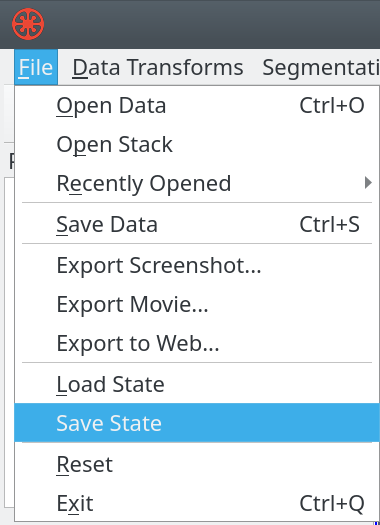 File Data Transforms Segmentati
Open Data Ctrl+O
Open Stack
Recently Opened
Save Data Ctrl+S
Export Screenshot...
Export Movie...
Export to Web...
Load State
Save State
Reset
Exit Ctrl+Q